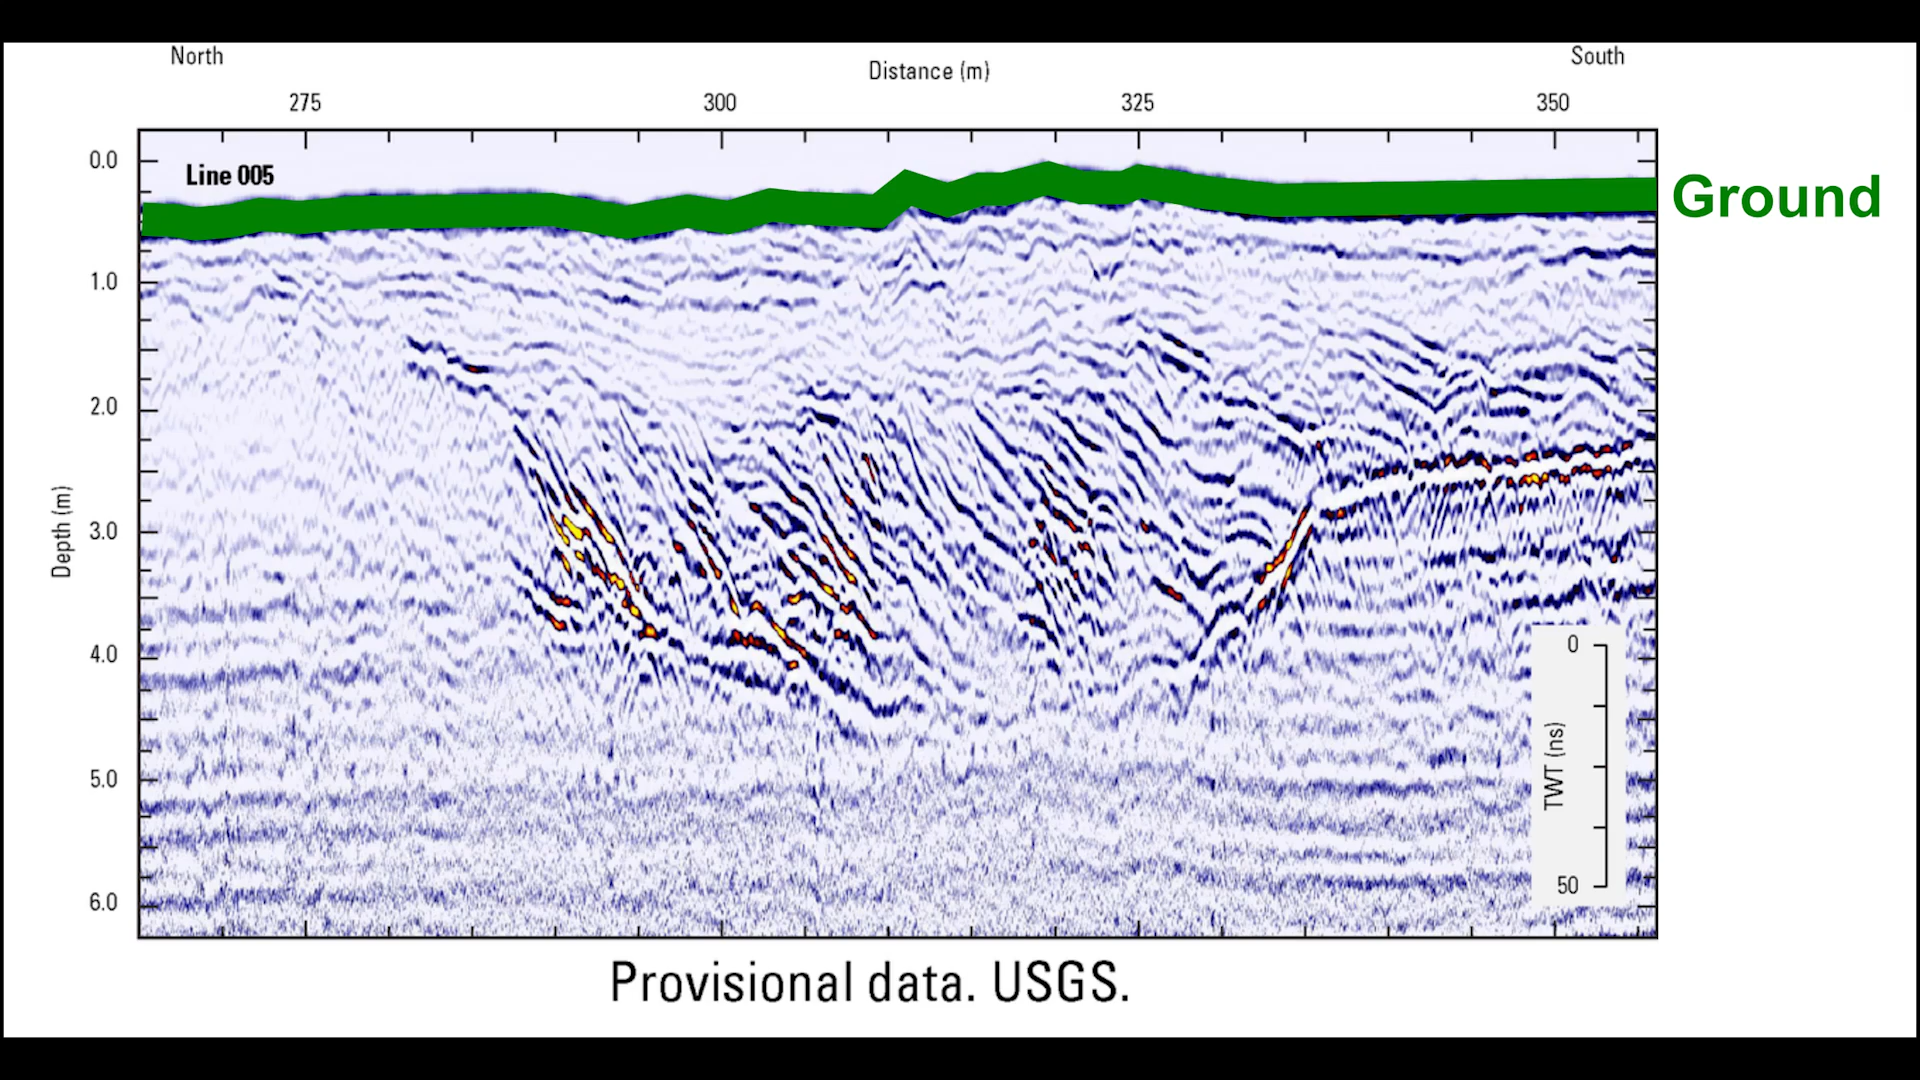 North
South
Distance (m)
275
300
325
350
Line 005
Ground
Depth (m)
0.0
1.0
2.0
3.0
4.0
5.0
6.0
TWT (ns)
0
50
Provisional data. USGS.